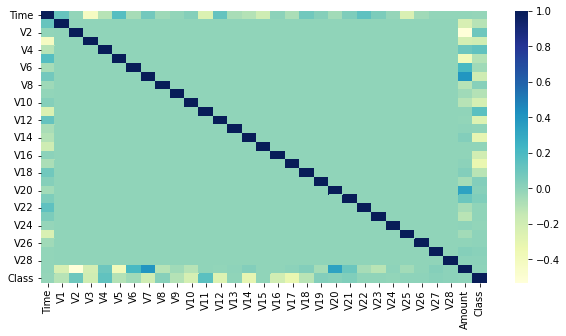 Time
V2
V4
V6
V8
V10
V12
V14
V16
V18
V20
V22
V24
V26
V28
Class
Time
V1
V2
V3
V4
V5
V6
V7
V8
V9
V10
V11
V12
V13
V14
V15
V16
V17
V18
V19
V20
V21
V22
V23
V24
V25
V26
V27
V28
Amount
Class
1.0
0.8
0.6
0.4
0.2
0.0
−0.2
−0.4